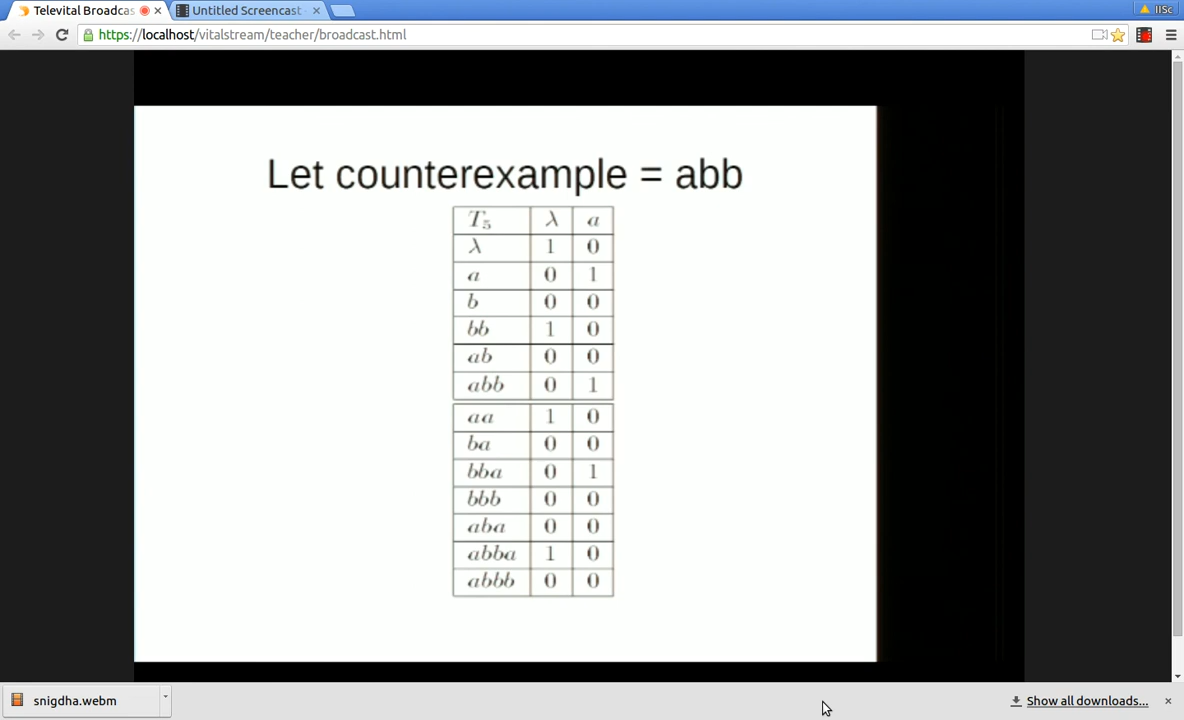 Televital Broadcas
Untitled Screencast
IISc
https://localhost/vitalstream/teacher/broadcast.html
Let counterexample = abb
T₅ λ a
λ 1 0
a 0 1
b 0 0
bb 1 0
ab 0 0
abb 0 1
aa 1 0
ba 0 0
bba 0 1
bbb 0 0
aba 0 0
abba 1 0
abbb 0 0
snigdha.webm
Show all downloads...